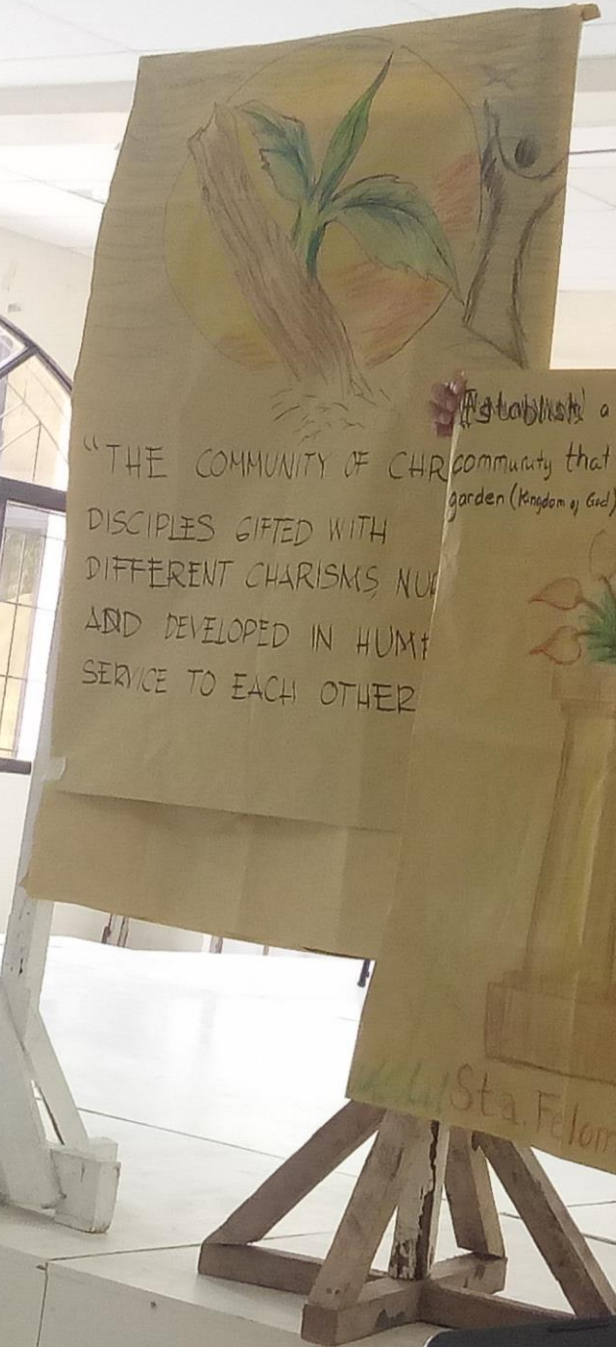 "THE COMMUNITY OF CHR
DISCIPLES GIFTED WITH
DIFFERENT CHARISMS, NU
AND DEVELOPED IN HUM
SERVICE TO EACH OTHER
Establish a
community that
garden (Kingdom of God)
Sta. Felom